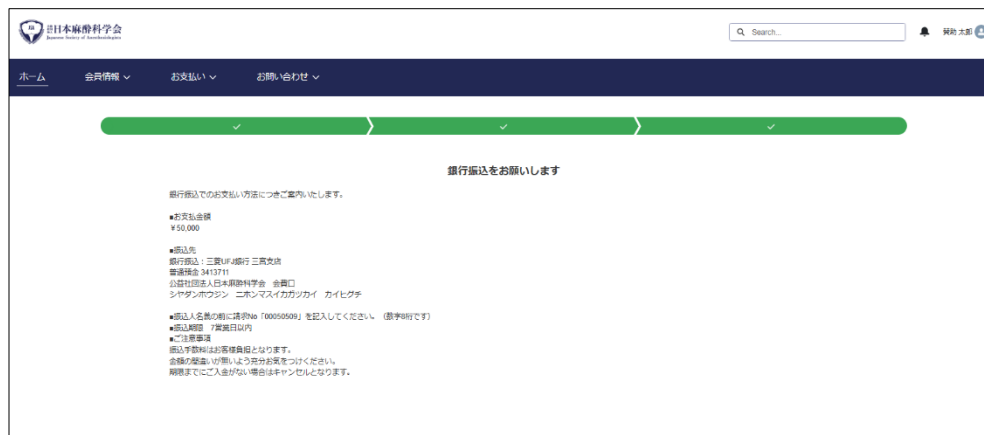 公益社団法人日本麻酔科学会
Japanese Society of Anesthesiologists
Search...
賛助 太郎
ホーム
会員情報
お支払い
お問い合わせ
銀行振込をお願いします
銀行振込でのお支払い方法につきご案内いたします。
■お支払金額
￥50,000
■振込先
銀行振込：三菱UFJ銀行 三宮支店
普通預金 3413711
公益社団法人日本麻酔科学会　会費口
シヤダンホウジン　ニホンマスイカガツカイ　カイヒグチ
■振込人名義の前に請求No「00050509」を記入してください。（数字8桁です）
■振込期限　7営業日以内
■ご注意事項
振込手数料はお客様負担となります。
金額の間違いが無いよう充分お気をつけください。
期限までにご入金がない場合はキャンセルとなります。